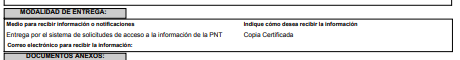 MODALIDAD DE ENTREGA:
Medio para recibir información o notificaciones
Indique cómo desea recibir la información
Entrega por el sistema de solicitudes de acceso a la información de la PNT
Copia Certificada
Correo electrónico para recibir la información:
DOCUMENTOS ANEXOS: